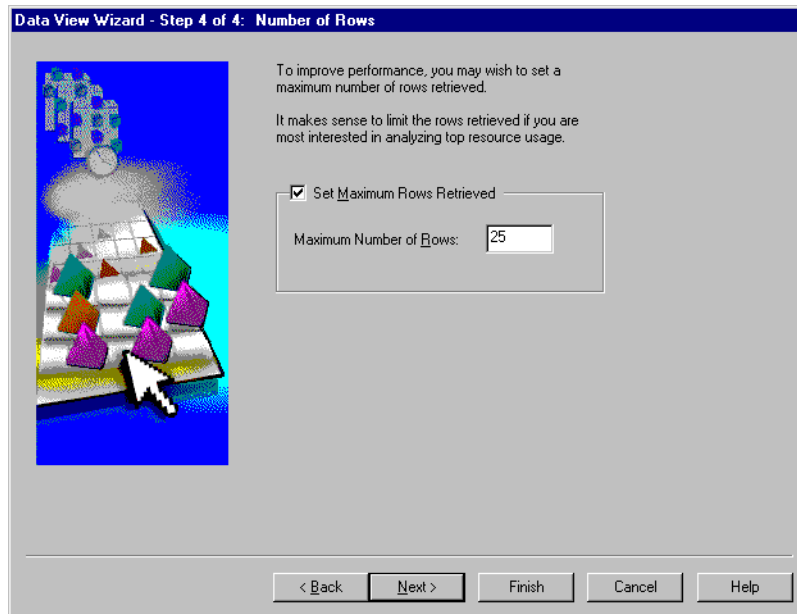 Data View Wizard - Step 4 of 4: Number of Rows
To improve performance, you may wish to set a
maximum number of rows retrieved.
It makes sense to limit the rows retrieved if you are
most interested in analyzing top resource usage.
Set Maximum Rows Retrieved
Maximum Number of Rows: 25
< Back Next > Finish Cancel Help